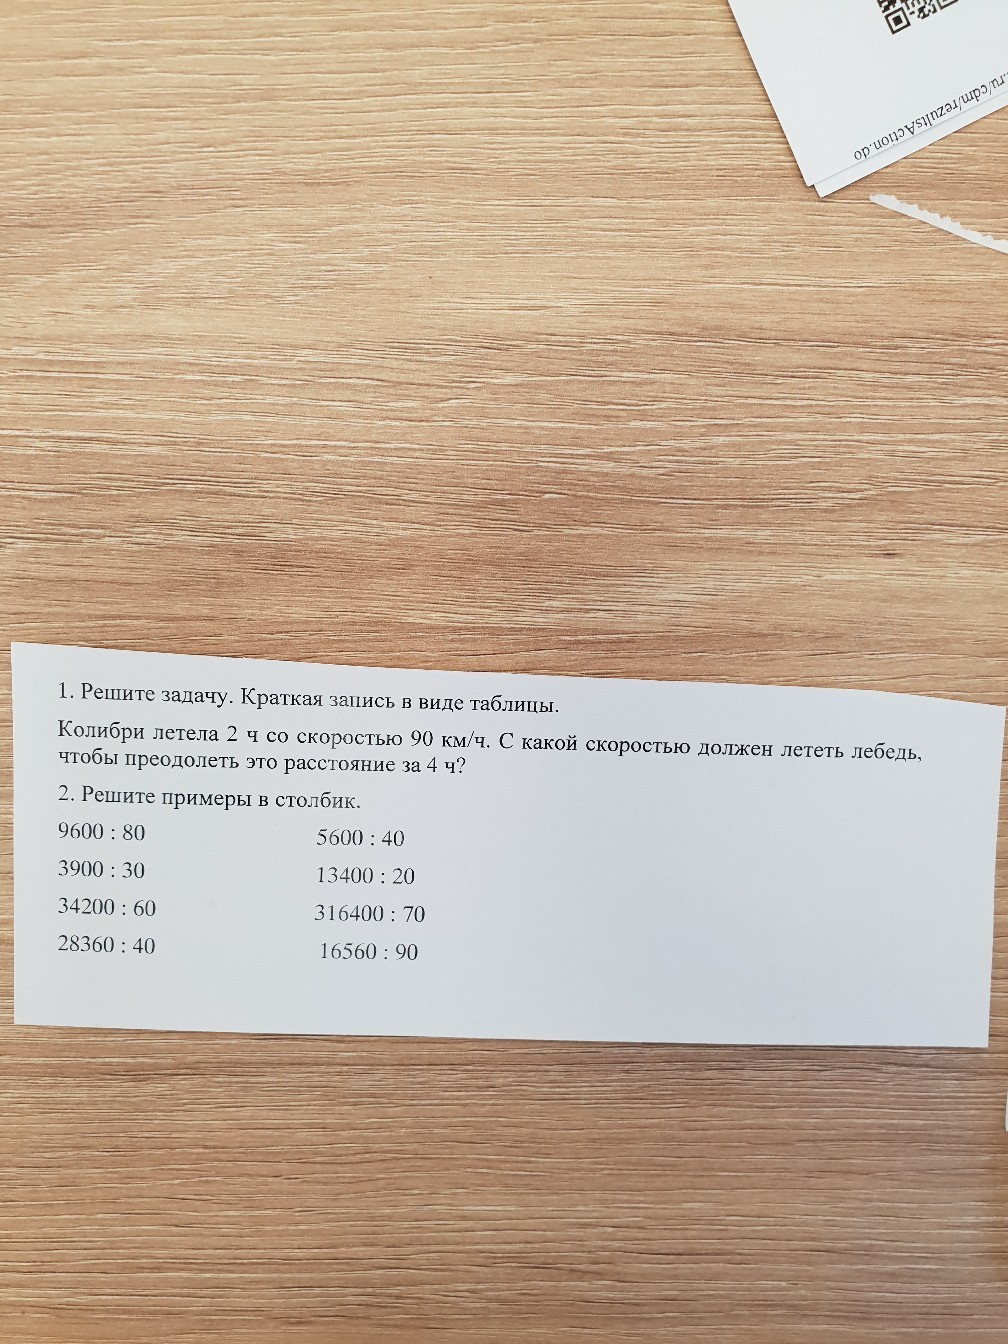 .ru/cdm/rezultsAction.do
1. Решите задачу. Краткая запись в виде таблицы.
Колибри летела 2 ч со скоростью 90 км/ч. С какой скоростью должен лететь лебедь,
чтобы преодолеть это расстояние за 4 ч?
2. Решите примеры в столбик.
9600 : 80 5600 : 40
3900 : 30 13400 : 20
34200 : 60 316400 : 70
28360 : 40 16560 : 90